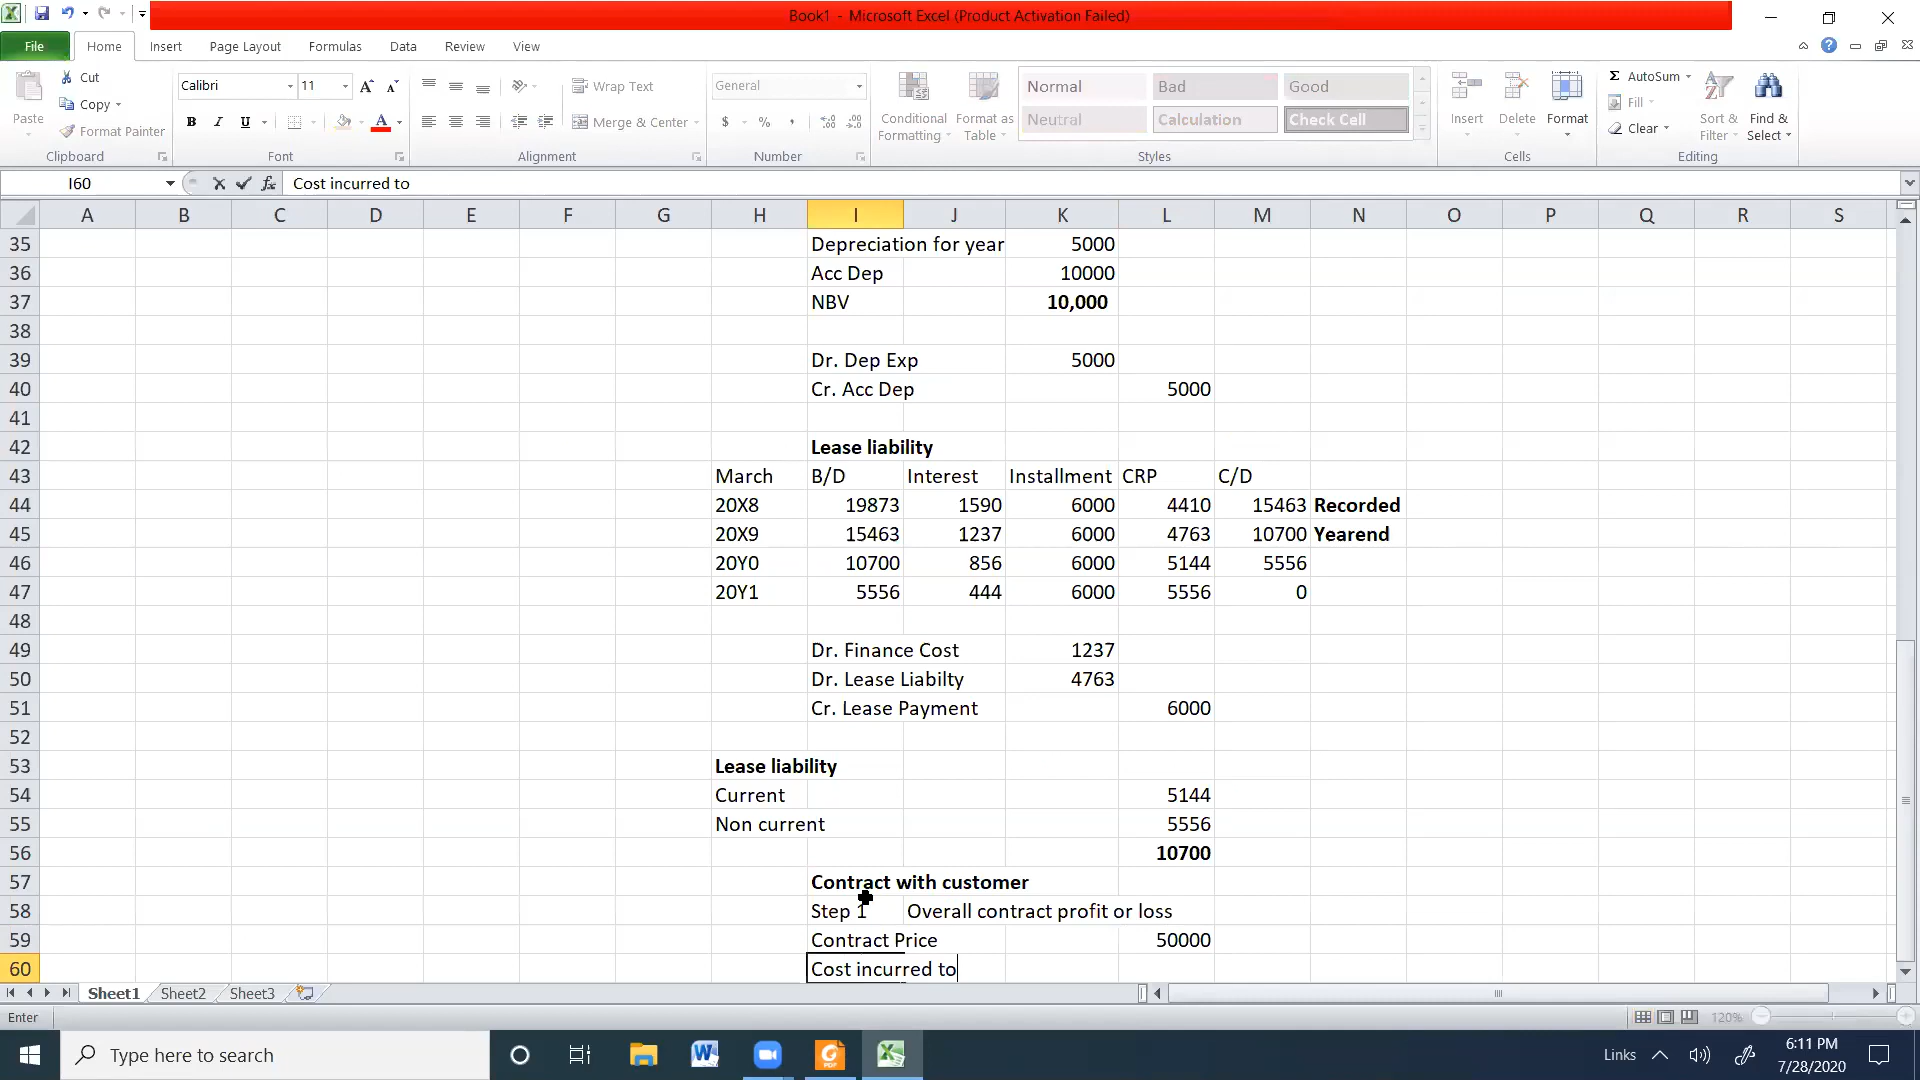 Book1 - Microsoft Excel (Product Activation Failed)
File Home Insert Page Layout Formulas Data Review View
Paste Cut Copy Format Painter Clipboard
Calibri 11 B I U Font
Wrap Text Merge & Center Alignment
General $ % , Number
Conditional Formatting Format as Table
Normal Bad Good
Neutral Calculation Check Cell
Styles
Insert Delete Format Cells
Σ AutoSum Fill Clear Sort & Filter Find & Select Editing
I60 fx Cost incurred to
A B C D E F G H I J K L M N O P Q R S
35 Depreciation for year 5000
36 Acc Dep 10000
37 NBV 10,000
38
39 Dr. Dep Exp 5000
40 Cr. Acc Dep 5000
41
42 Lease liability
43 March B/D Interest Installment CRP C/D
44 20X8 19873 1590 6000 4410 15463 Recorded
45 20X9 15463 1237 6000 4763 10700 Yearend
46 20Y0 10700 856 6000 5144 5556
47 20Y1 5556 444 6000 5556 0
48
49 Dr. Finance Cost 1237
50 Dr. Lease Liabilty 4763
51 Cr. Lease Payment 6000
52
53 Lease liability
54 Current 5144
55 Non current 5556
56 10700
57 Contract with customer
58 Step 1 Overall contract profit or loss
59 Contract Price 50000
60 Cost incurred to
Sheet1 Sheet2 Sheet3
Enter 120%
Type here to search Links 6:11 PM
7/28/2020